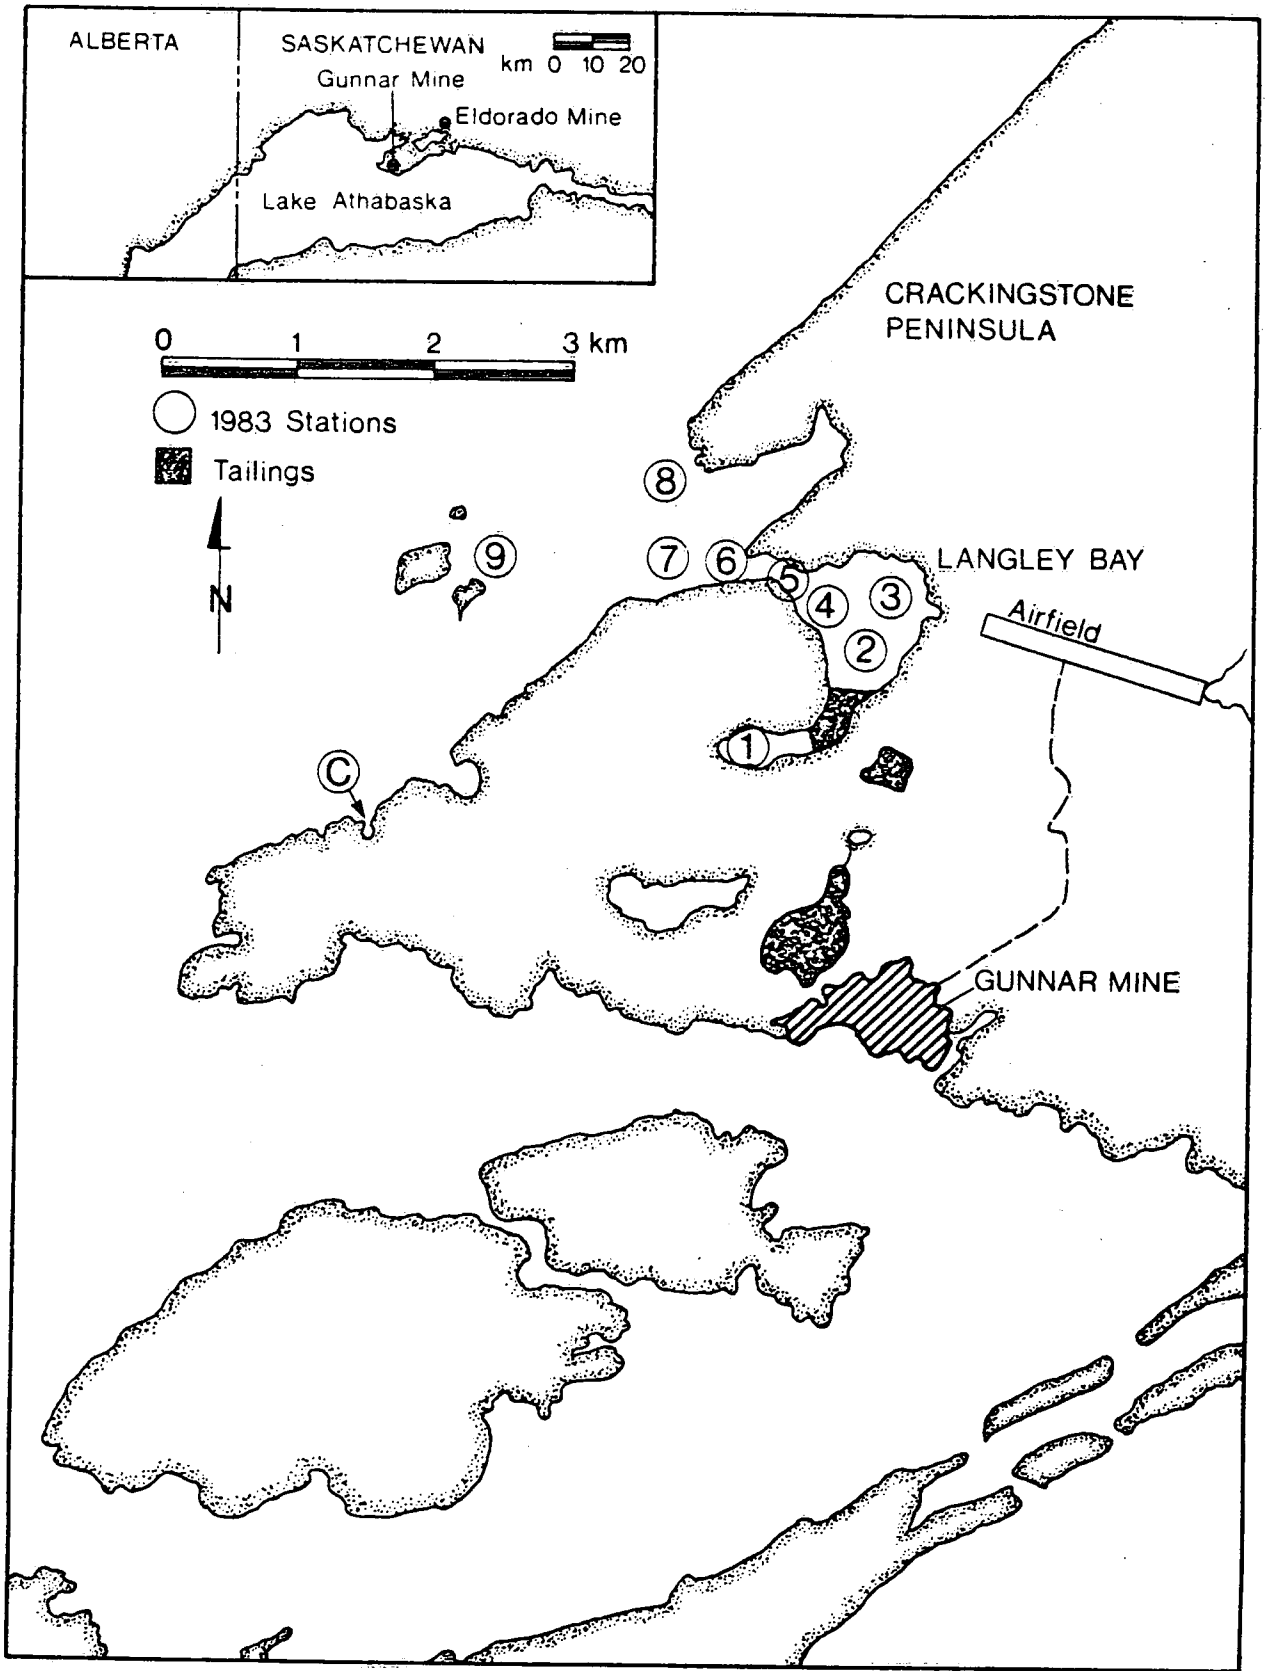 ALBERTA
SASKATCHEWAN
km 0 10 20
Gunnar Mine
Eldorado Mine
Lake Athabaska
0 1 2 3 km
1983 Stations
Tailings
N
CRACKINGSTONE
PENINSULA
8
9
7
6
5
4
3
2
1
LANGLEY BAY
Airfield
C
GUNNAR MINE